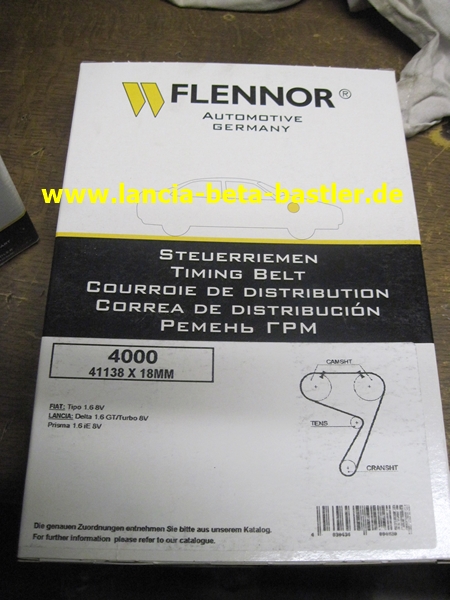 FLENNOR®
AUTOMOTIVE
GERMANY
www.lancia-beta-bastler.de
STEUERRIEMEN
TIMING BELT
COURROIE DE DISTRIBUTION
CORREA DE DISTRIBUCIÓN
РЕМЕНЬ ГРМ
4000
41138 X 18MM
FIAT: Tipo 1.6 8V
LANCIA: Delta 1.6 GT/Turbo 8V
Prisma 1.6 iE 8V
CAMSHT
TENS
CRANSHT
Die genauen Zuordnungen entnehmen Sie bitte aus unserem Katalog.
For further information please refer to our catalogue.